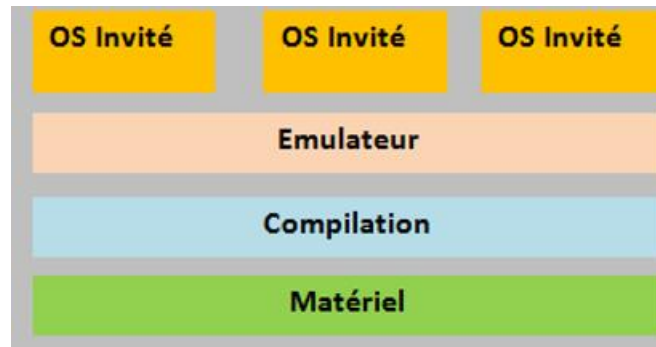 OS Invité OS Invité OS Invité
Emulateur
Compilation
Matériel